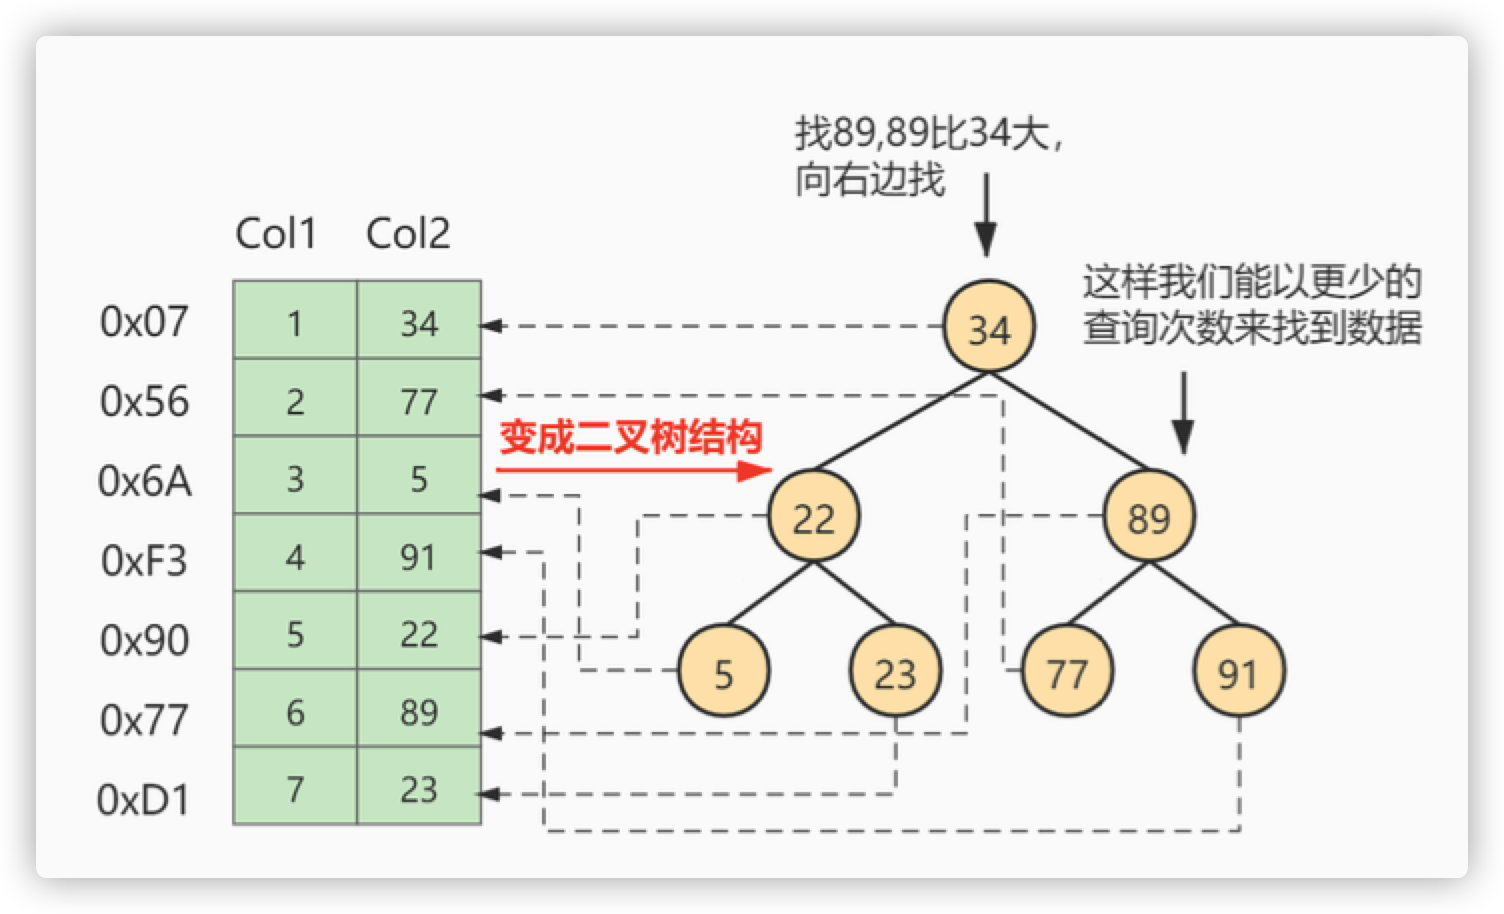 找89,89比34大，
向右边找
Col1 Col2
这样我们能以更少的
查询次数来找到数据
0x07 1 34
34
0x56 2 77
变成二叉树结构
0x6A 3 5
22 89
0xF3 4 91
0x90 5 22
5 23 77 91
0x77 6 89
0xD1 7 23